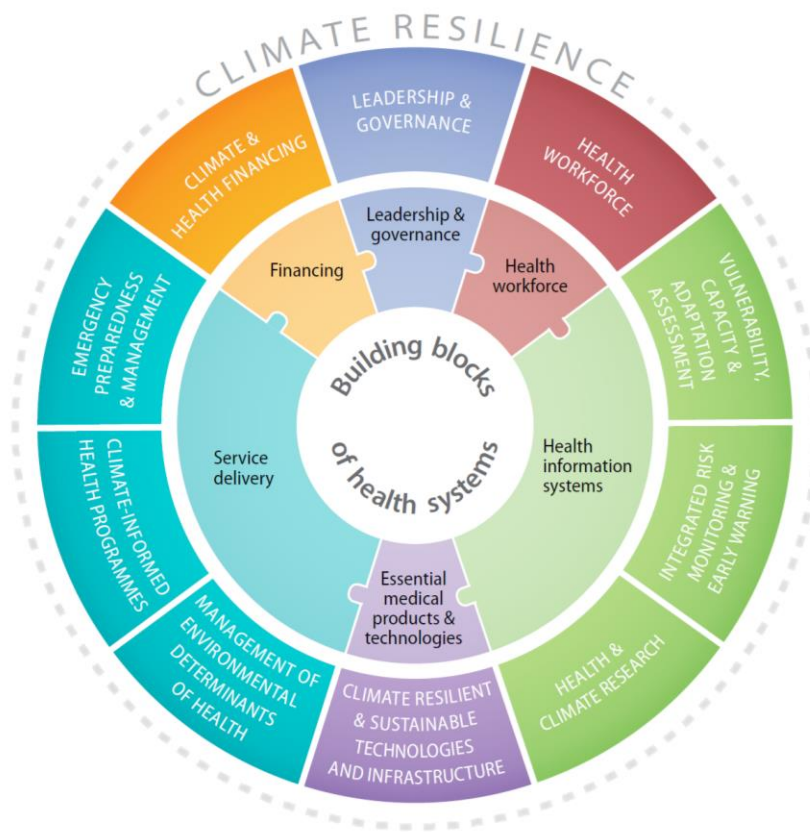 CLIMATE RESILIENCE
LEADERSHIP &
GOVERNANCE
HEALTH
WORKFORCE
VULNERABILITY,
CAPACITY &
ADAPTATION
ASSESSMENT
INTEGRATED RISK
MONITORING &
EARLY WARNING
HEALTH &
CLIMATE RESEARCH
CLIMATE RESILIENT
& SUSTAINABLE
TECHNOLOGIES
AND INFRASTRUCTURE
MANAGEMENT OF
ENVIRONMENTAL
DETERMINANTS
OF HEALTH
CLIMATE-INFORMED
HEALTH PROGRAMMES
EMERGENCY
PREPAREDNESS
& MANAGEMENT
CLIMATE &
HEALTH FINANCING
Leadership &
governance
Health
workforce
Health
information
systems
Essential
medical
products &
technologies
Service
delivery
Financing
Building blocks
of health systems